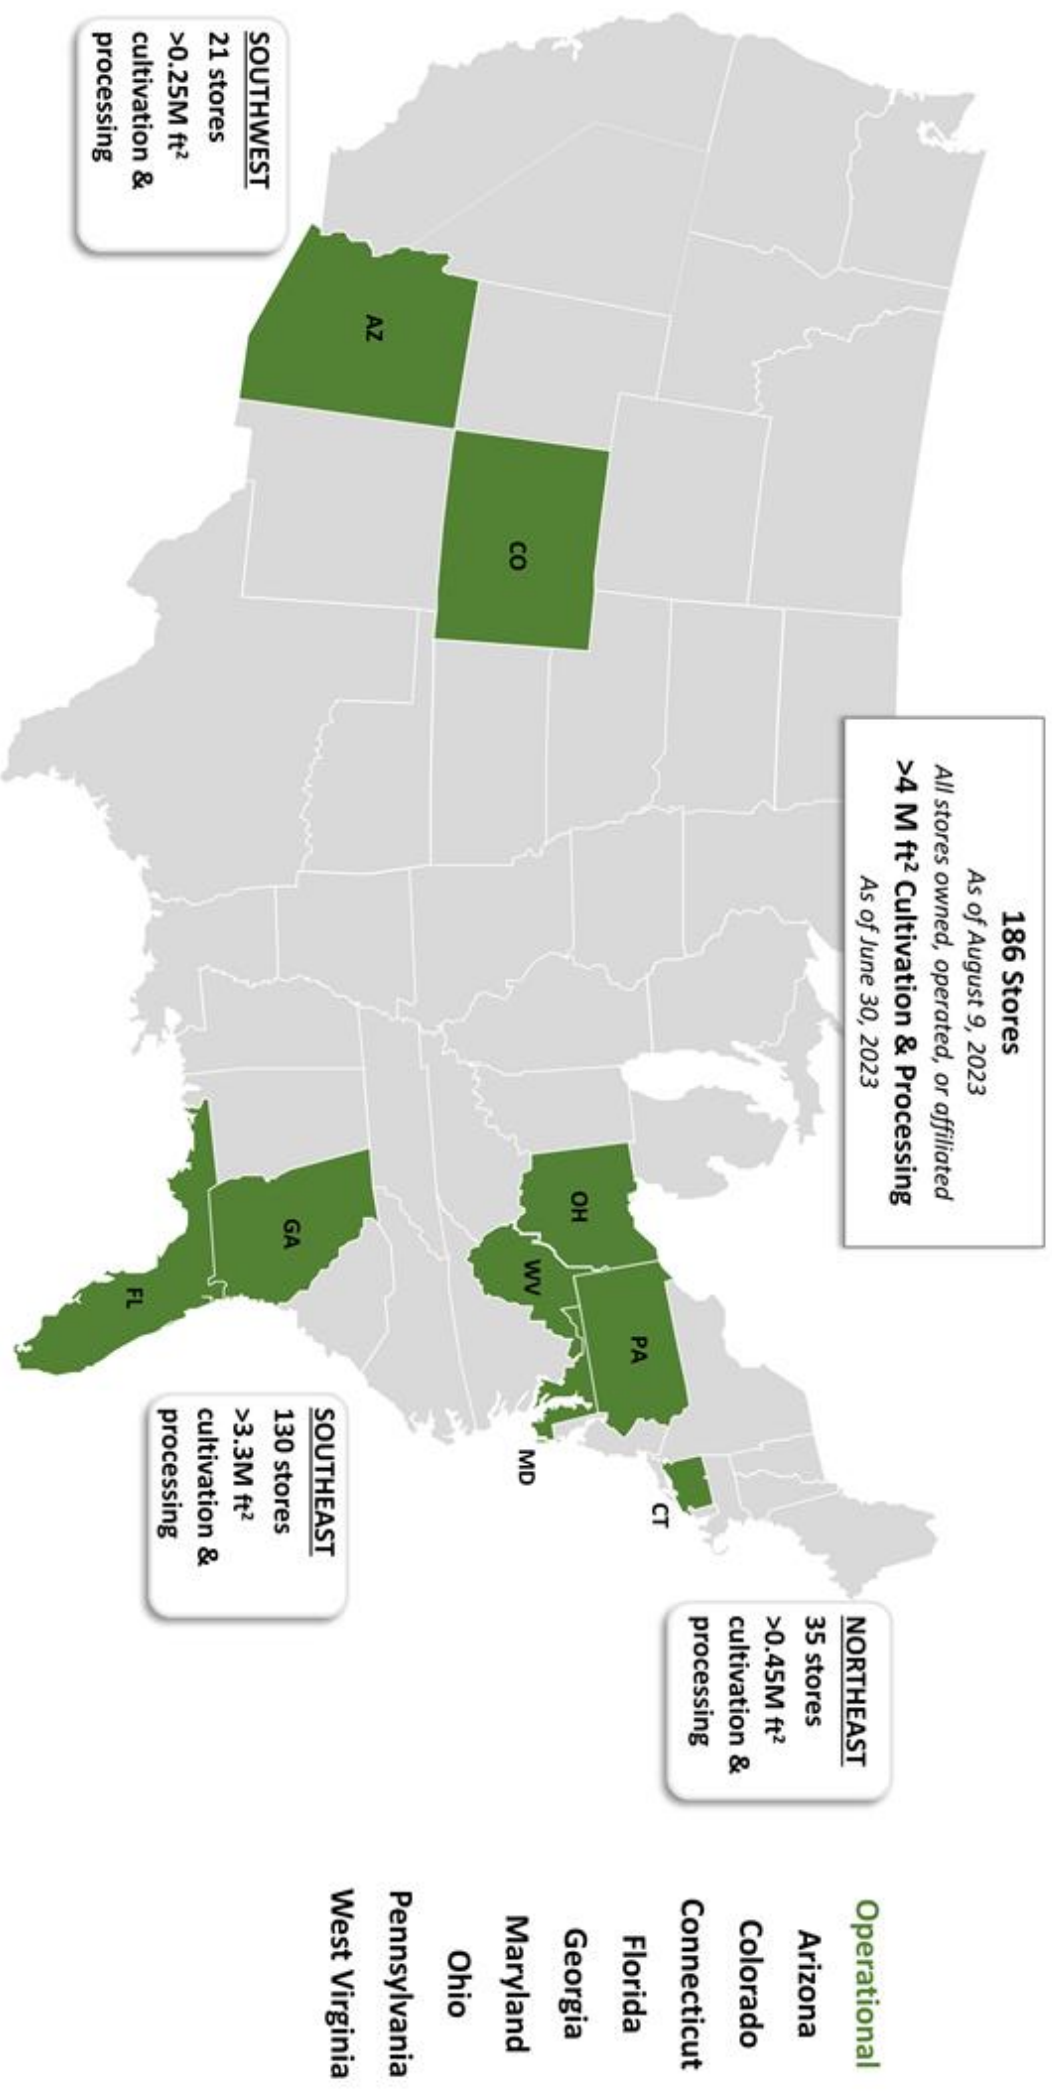 186 Stores
As of August 9, 2023
All stores owned, operated, or affiliated
>4 M ft² Cultivation & Processing
As of June 30, 2023
NORTHEAST
35 stores
>0.45M ft²
cultivation &
processing
CT
PA
OH
WV
MD
CO
AZ
GA
FL
SOUTHEAST
130 stores
>3.3M ft²
cultivation &
processing
SOUTHWEST
21 stores
>0.25M ft²
cultivation &
processing
Operational
Arizona
Colorado
Connecticut
Florida
Georgia
Maryland
Ohio
Pennsylvania
West Virginia